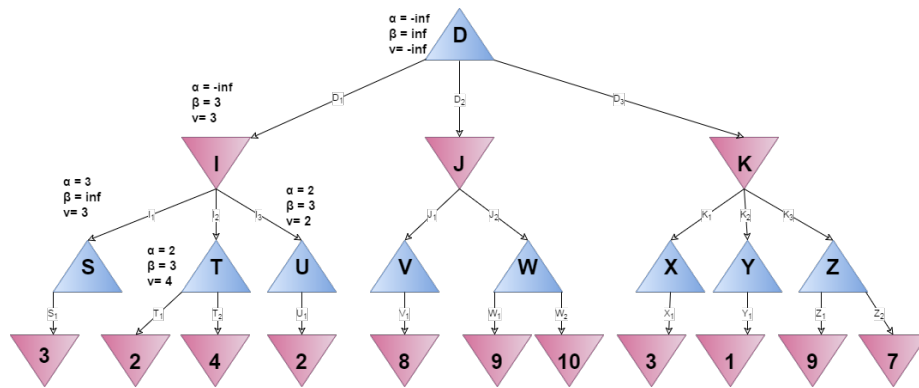 α = -inf
β = inf
v= -inf
D
α = -inf
β = 3
v= 3
D₁
D₂
D₃
I
J
K
α = 3
β = inf
v= 3
α = 2
β = 3
v= 2
I₁
I₂
I₃
J₁
J₂
K₁
K₂
K₃
α = 2
β = 3
v= 4
S
T
U
V
W
X
Y
Z
S₁
T₁
T₂
U₁
V₁
W₁
W₂
X₁
Y₁
Z₁
Z₂
3
2
4
2
8
9
10
3
1
9
7